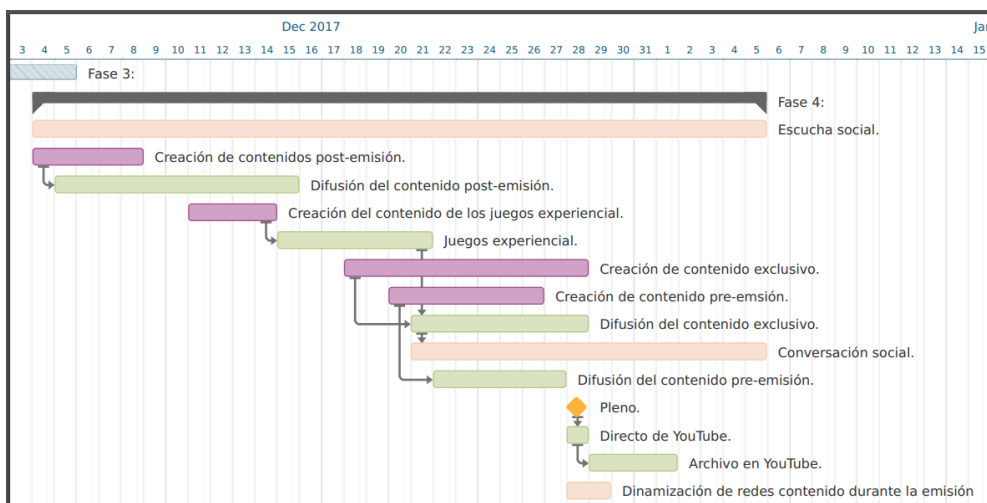 Dec 2017 Jan
3 4 5 6 7 8 9 10 11 12 13 14 15 16 17 18 19 20 21 22 23 24 25 26 27 28 29 30 31 1 2 3 4 5 6 7 8 9 10 11 12 13 14 15
Fase 3:
Fase 4:
Escucha social.
Creación de contenidos post-emisión.
Difusión del contenido post-emisión.
Creación del contenido de los juegos experiencial.
Juegos experiencial.
Creación de contenido exclusivo.
Creación de contenido pre-emsión.
Difusión del contenido exclusivo.
Conversación social.
Difusión del contenido pre-emisión.
Pleno.
Directo de YouTube.
Archivo en YouTube.
Dinamización de redes contenido durante la emisión